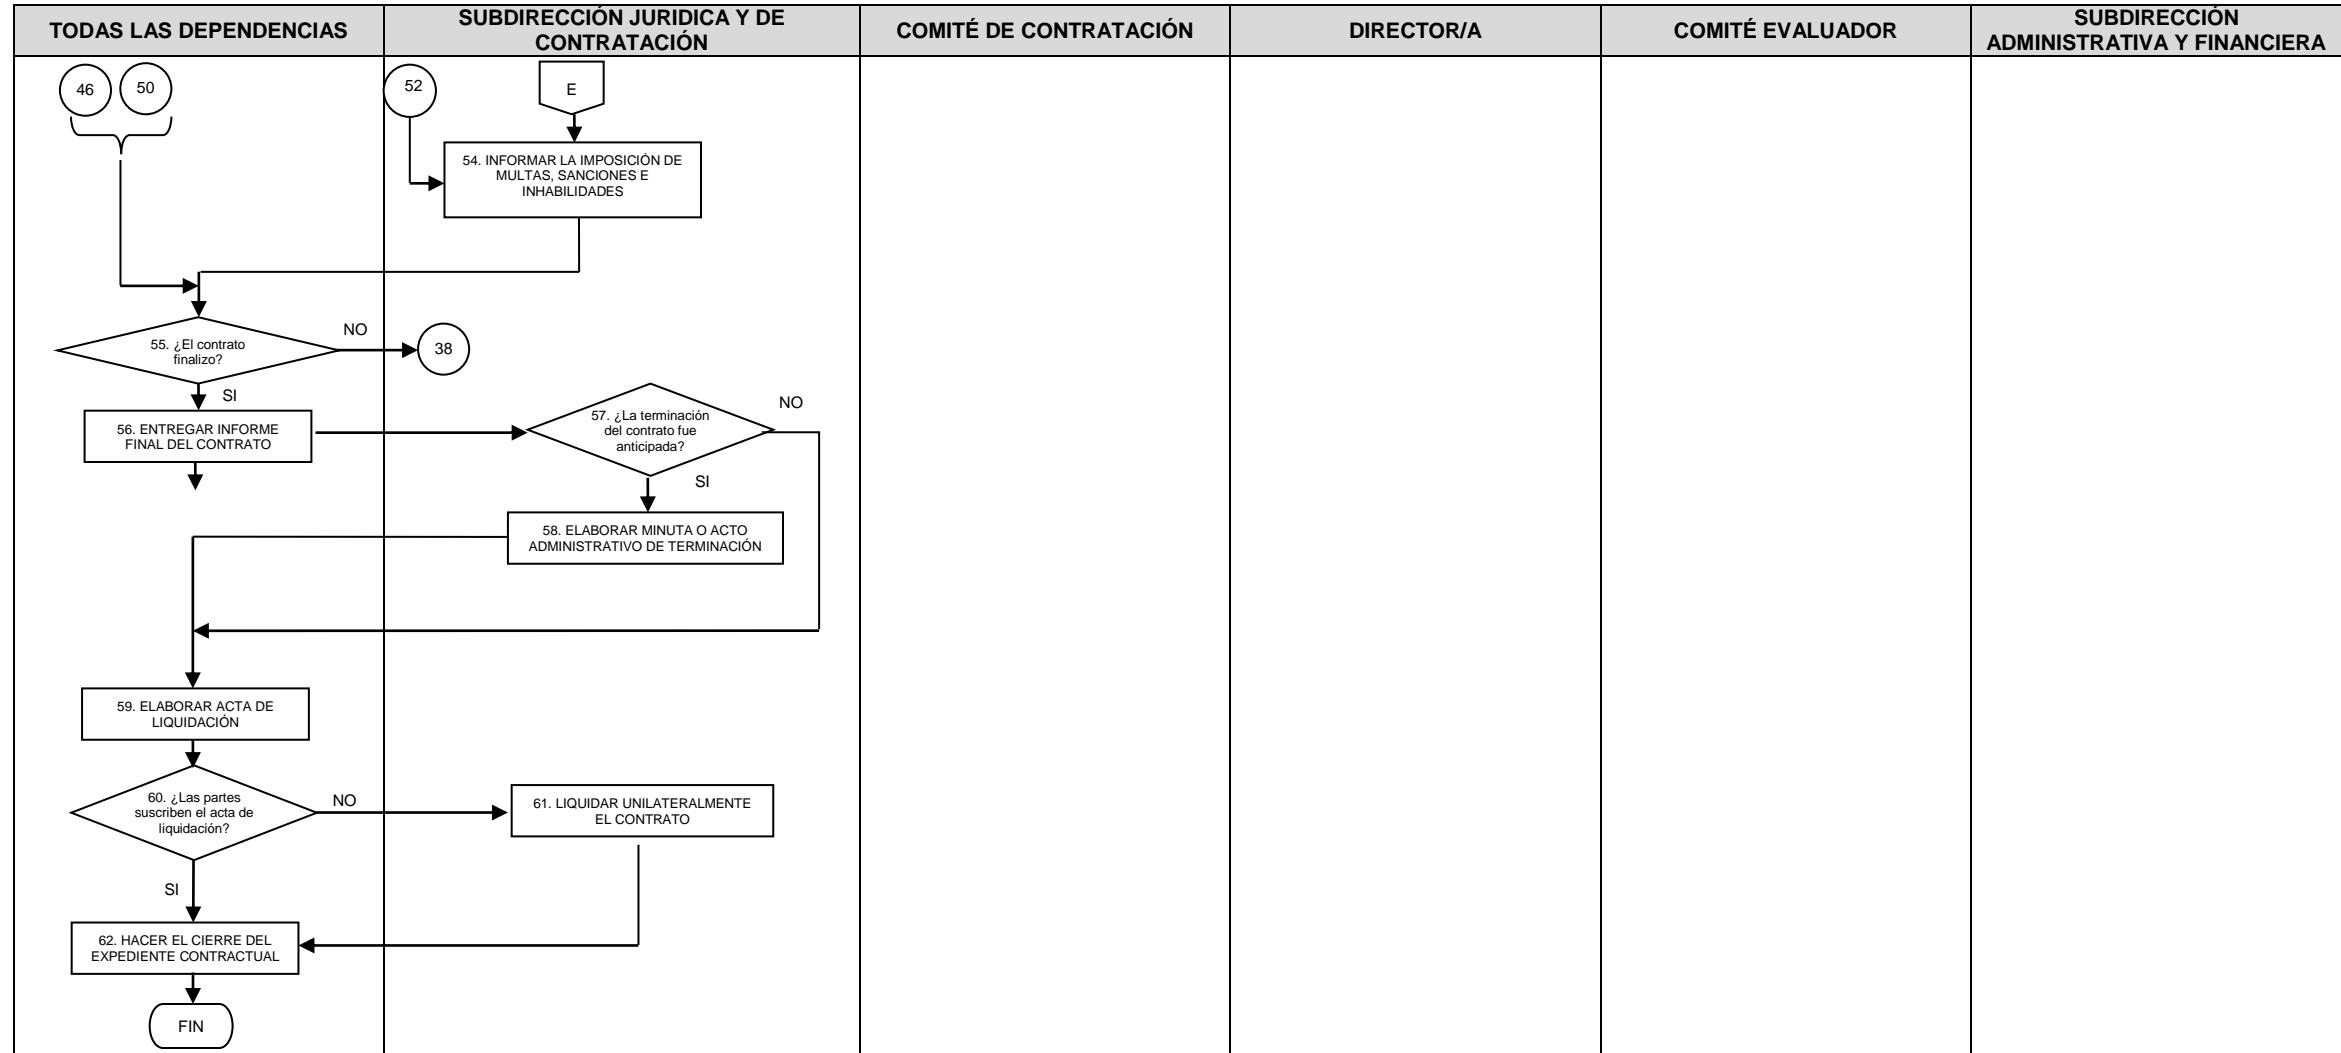 TODAS LAS DEPENDENCIAS
SUBDIRECCIÓN JURIDICA Y DE
CONTRATACIÓN
COMITÉ DE CONTRATACIÓN
DIRECTOR/A
COMITÉ EVALUADOR
SUBDIRECCIÓN
ADMINISTRATIVA Y FINANCIERA
46
50
52
E
54. INFORMAR LA IMPOSICIÓN DE
MULTAS, SANCIONES E
INHABILIDADES
55. ¿El contrato
finalizo?
NO
38
SI
56. ENTREGAR INFORME
FINAL DEL CONTRATO
57. ¿La terminación
del contrato fue
anticipada?
NO
SI
58. ELABORAR MINUTA O ACTO
ADMINISTRATIVO DE TERMINACIÓN
59. ELABORAR ACTA DE
LIQUIDACIÓN
60. ¿Las partes
suscriben el acta de
liquidación?
NO
61. LIQUIDAR UNILATERALMENTE
EL CONTRATO
SI
62. HACER EL CIERRE DEL
EXPEDIENTE CONTRACTUAL
FIN